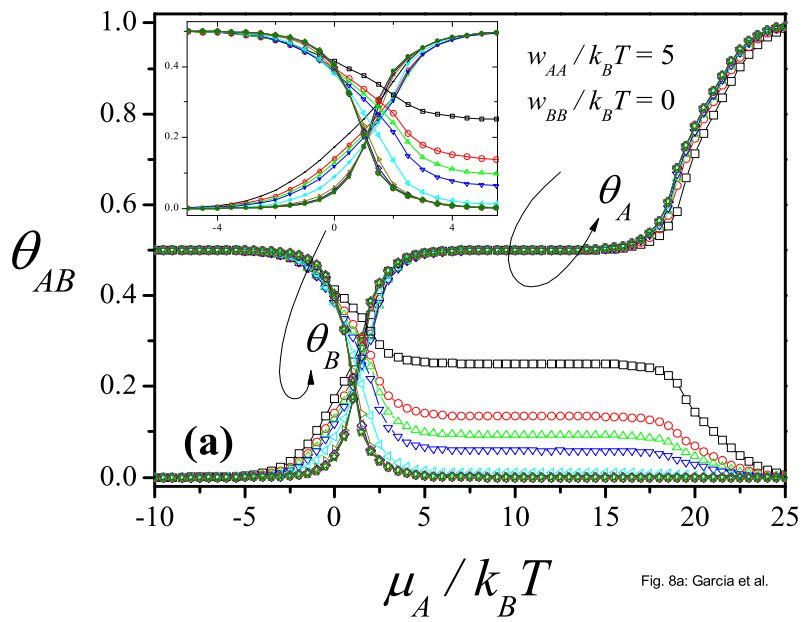 1.0
0.8
0.6
0.4
0.2
0.0
θ_AB
0.4
0.2
0.0
-4
0
4
w_AA / k_B T = 5
w_BB / k_B T = 0
θ_A
θ_B
(a)
-10
-5
0
5
10
15
20
25
μ_A / k_B T
Fig. 8a: Garcia et al.